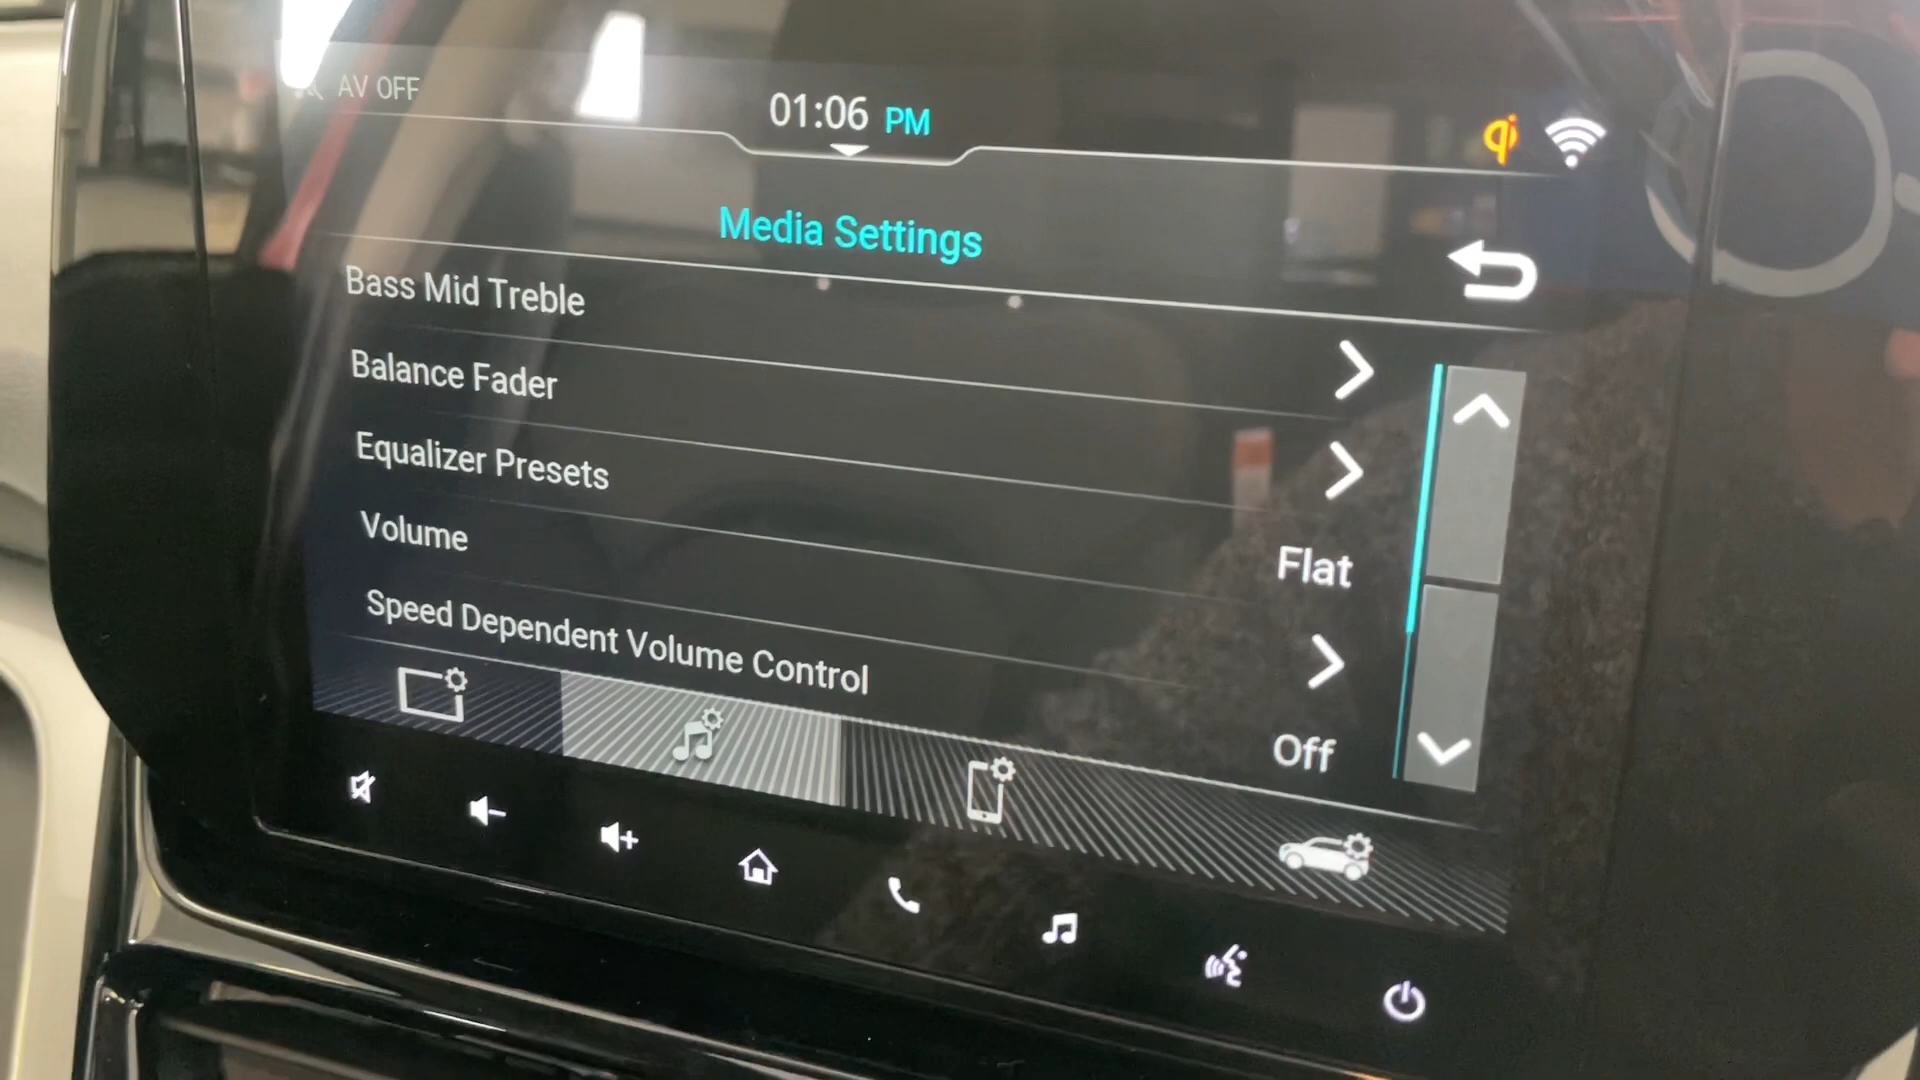 AV OFF
01:06 PM
qi
Media Settings
Bass Mid Treble
Balance Fader
Equalizer Presets
Flat
Volume
Speed Dependent Volume Control
Off